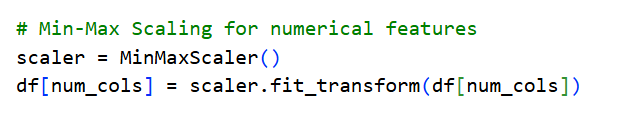 # Min-Max Scaling for numerical features
scaler = MinMaxScaler()
df[num_cols] = scaler.fit_transform(df[num_cols])